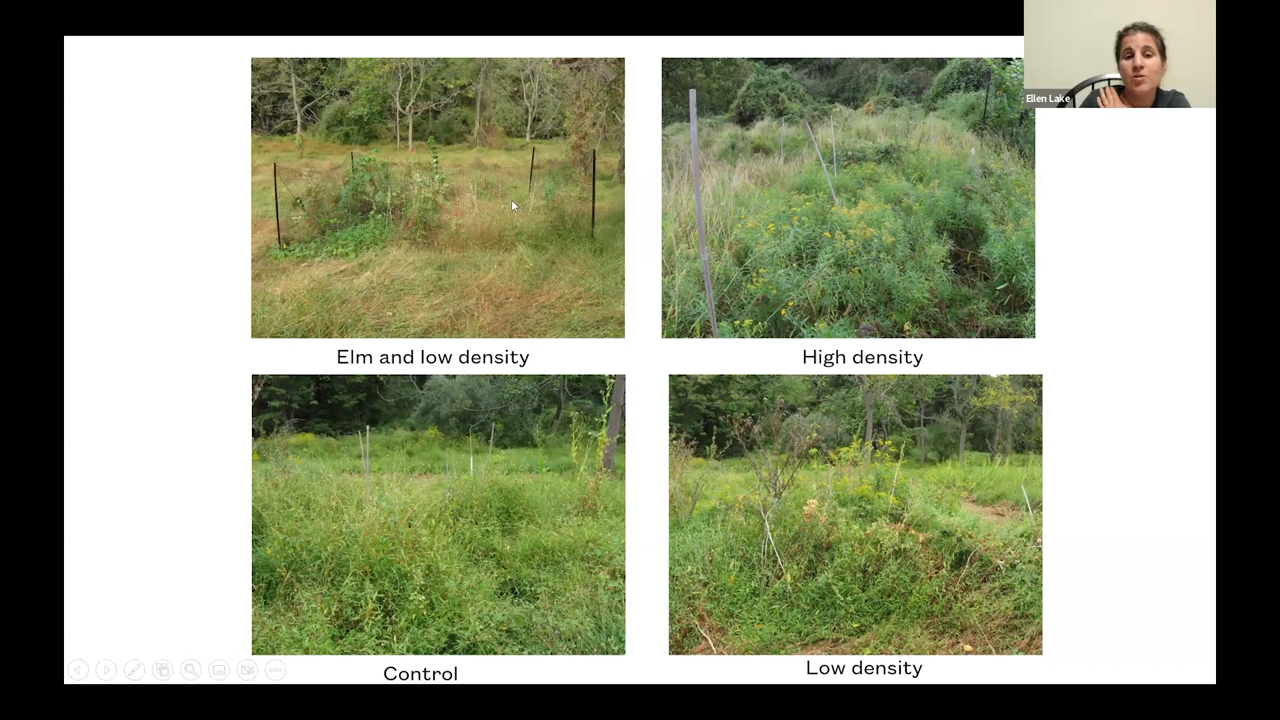 Ellen Lake
Elm and low density
High density
Control
Low density